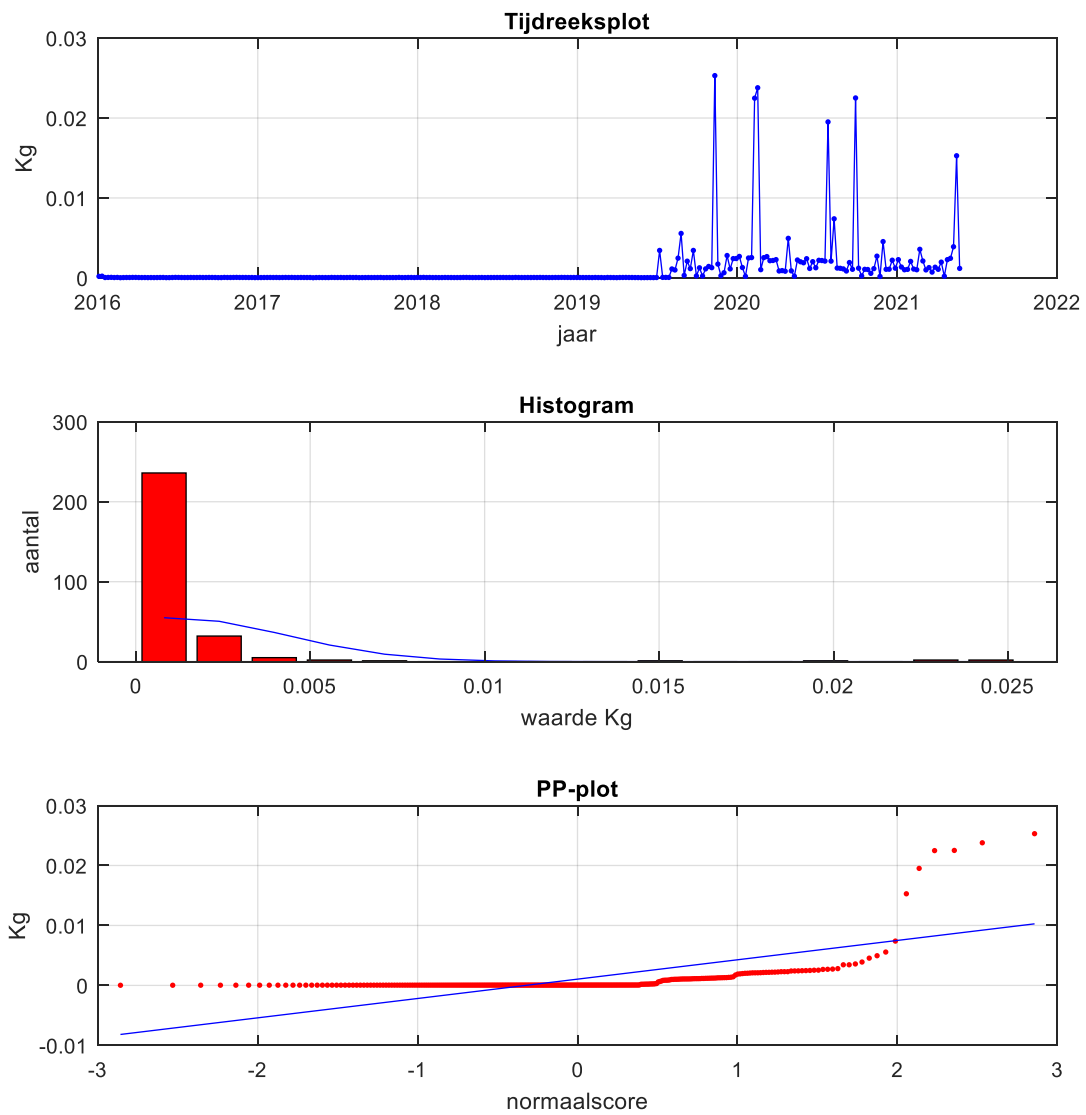 Tijdreeksplot
0.03
0.02
0.01
0
Kg
2016 2017 2018 2019 2020 2021 2022
jaar
Histogram
300
200
100
0
aantal
0 0.005 0.01 0.015 0.02 0.025
waarde Kg
PP-plot
0.03
0.02
0.01
0
-0.01
Kg
-3 -2 -1 0 1 2 3
normaalscore